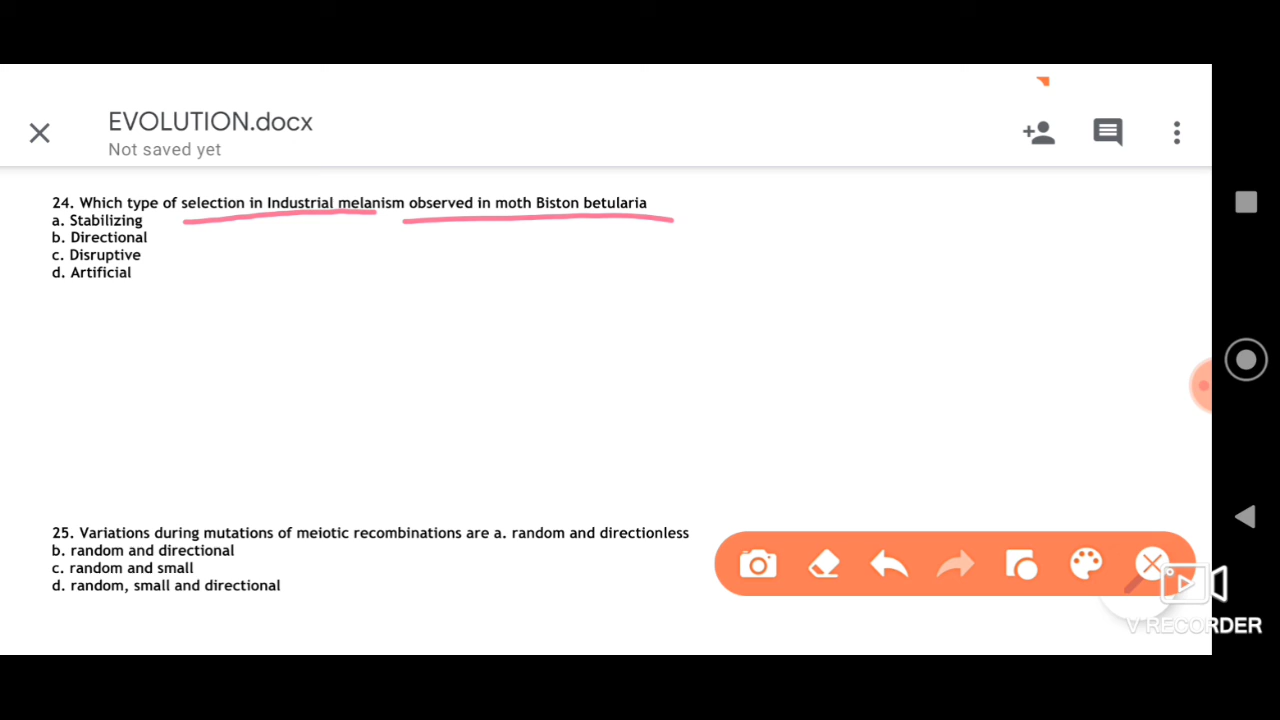 EVOLUTION.docx
Not saved yet
24. Which type of selection in Industrial melanism observed in moth Biston betularia
a. Stabilizing
b. Directional
c. Disruptive
d. Artificial
25. Variations during mutations of meiotic recombinations are a. random and directionless
b. random and directional
c. random and small
d. random, small and directional
V RECORDER